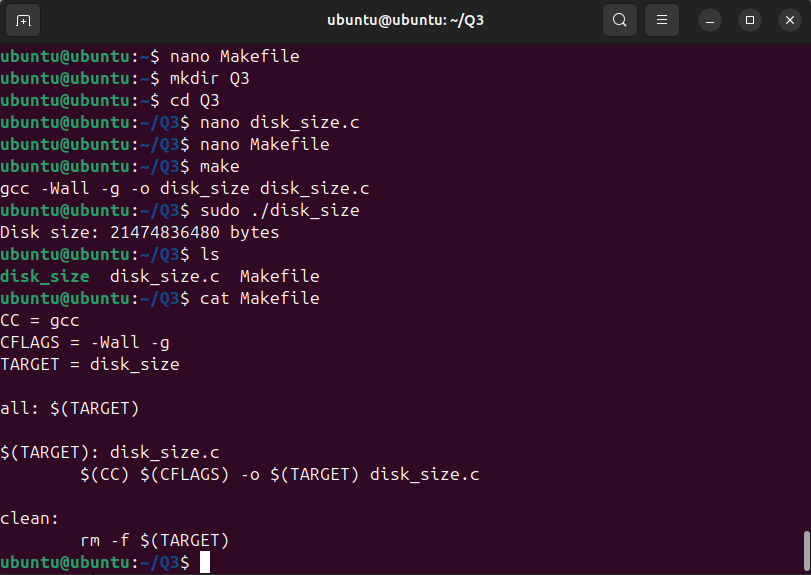 ubuntu@ubuntu: ~/Q3
ubuntu@ubuntu:~$ nano Makefile
ubuntu@ubuntu:~$ mkdir Q3
ubuntu@ubuntu:~$ cd Q3
ubuntu@ubuntu:~/Q3$ nano disk_size.c
ubuntu@ubuntu:~/Q3$ nano Makefile
ubuntu@ubuntu:~/Q3$ make
gcc -Wall -g -o disk_size disk_size.c
ubuntu@ubuntu:~/Q3$ sudo ./disk_size
Disk size: 21474836480 bytes
ubuntu@ubuntu:~/Q3$ ls
disk_size  disk_size.c  Makefile
ubuntu@ubuntu:~/Q3$ cat Makefile
CC = gcc
CFLAGS = -Wall -g
TARGET = disk_size

all: $(TARGET)

$(TARGET): disk_size.c
        $(CC) $(CFLAGS) -o $(TARGET) disk_size.c

clean:
        rm -f $(TARGET)
ubuntu@ubuntu:~/Q3$